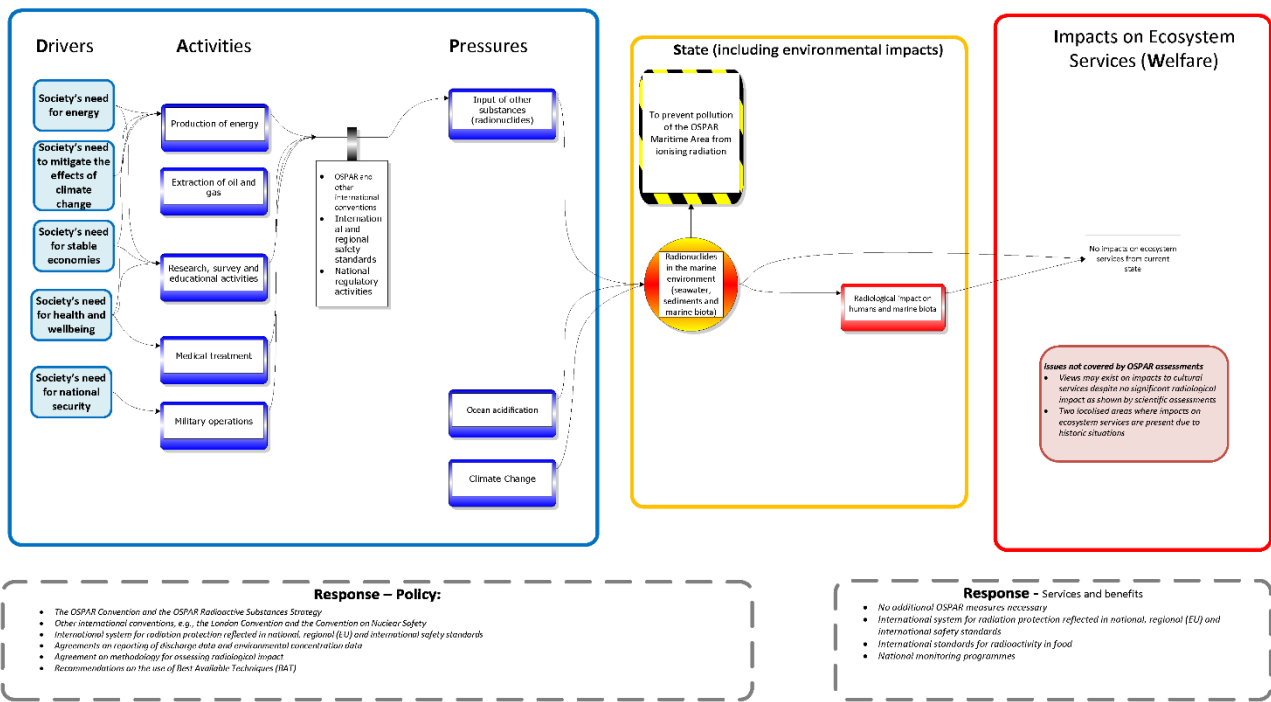 Drivers
Activities
Pressures
State (including environmental impacts)
Impacts on Ecosystem
Services (Welfare)
Society's need
for energy
Society's need
to mitigate the
effects of
climate
change
Society's need
for stable
economies
Society's need
for health and
wellbeing
Society's need
for national
security
Production of energy
Extraction of oil and
gas
Research, survey and
educational activities
Medical treatment
Military operations
• OSPAR and
other
international
conventions
• Internation
al and
regional
safety
standards
• National
regulatory
activities
Input of other
substances
(radionuclides)
Ocean acidification
Climate Change
To prevent pollution
of the OSPAR
Maritime Area from
ionising radiation
Radionuclides
in the marine
environment
(seawater,
sediments and
marine biota)
Radiological impact on
humans and marine biota
No impacts on ecosystem
services from current
state
Issues not covered by OSPAR assessments
• Views may exist on impacts to cultural
services despite no significant radiological
impact as shown by scientific assessments
• Two localised areas where impacts on
ecosystem services are present due to
historic situations
Response – Policy:
• The OSPAR Convention and the OSPAR Radioactive Substances Strategy
• Other international conventions, e.g., the London Convention and the Convention on Nuclear Safety
• International system for radiation protection reflected in national, regional (EU) and international safety standards
• Agreements on reporting of discharge data and environmental concentration data
• Agreement on methodology for assessing radiological impact
• Recommendations on the use of Best Available Techniques (BAT)
Response - Services and benefits
• No additional OSPAR measures necessary
• International system for radiation protection reflected in national, regional (EU) and
international safety standards
• International standards for radioactivity in food
• National monitoring programmes